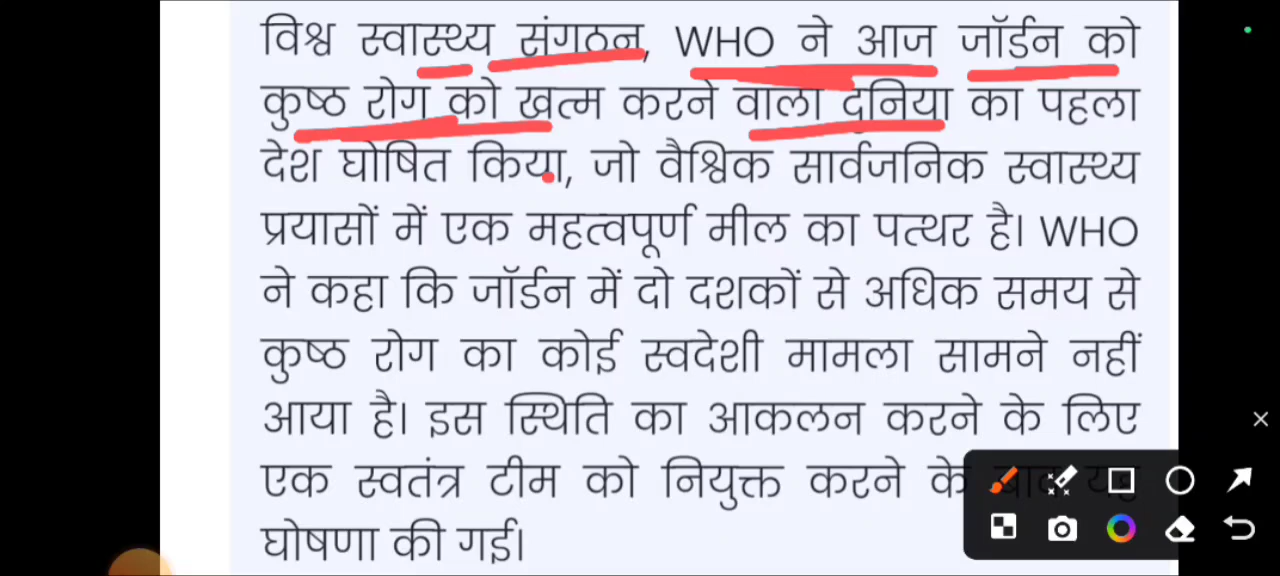 विश्व स्वास्थ्य संगठन, WHO ने आज जॉर्डन को
कुष्ठ रोग को खत्म करने वाला दुनिया का पहला
देश घोषित किया, जो वैश्विक सार्वजनिक स्वास्थ्य
प्रयासों में एक महत्वपूर्ण मील का पत्थर है। WHO
ने कहा कि जॉर्डन में दो दशकों से अधिक समय से
कुष्ठ रोग का कोई स्वदेशी मामला सामने नहीं
आया है। इस स्थिति का आकलन करने के लिए
एक स्वतंत्र टीम को नियुक्त करने के
घोषणा की गई।